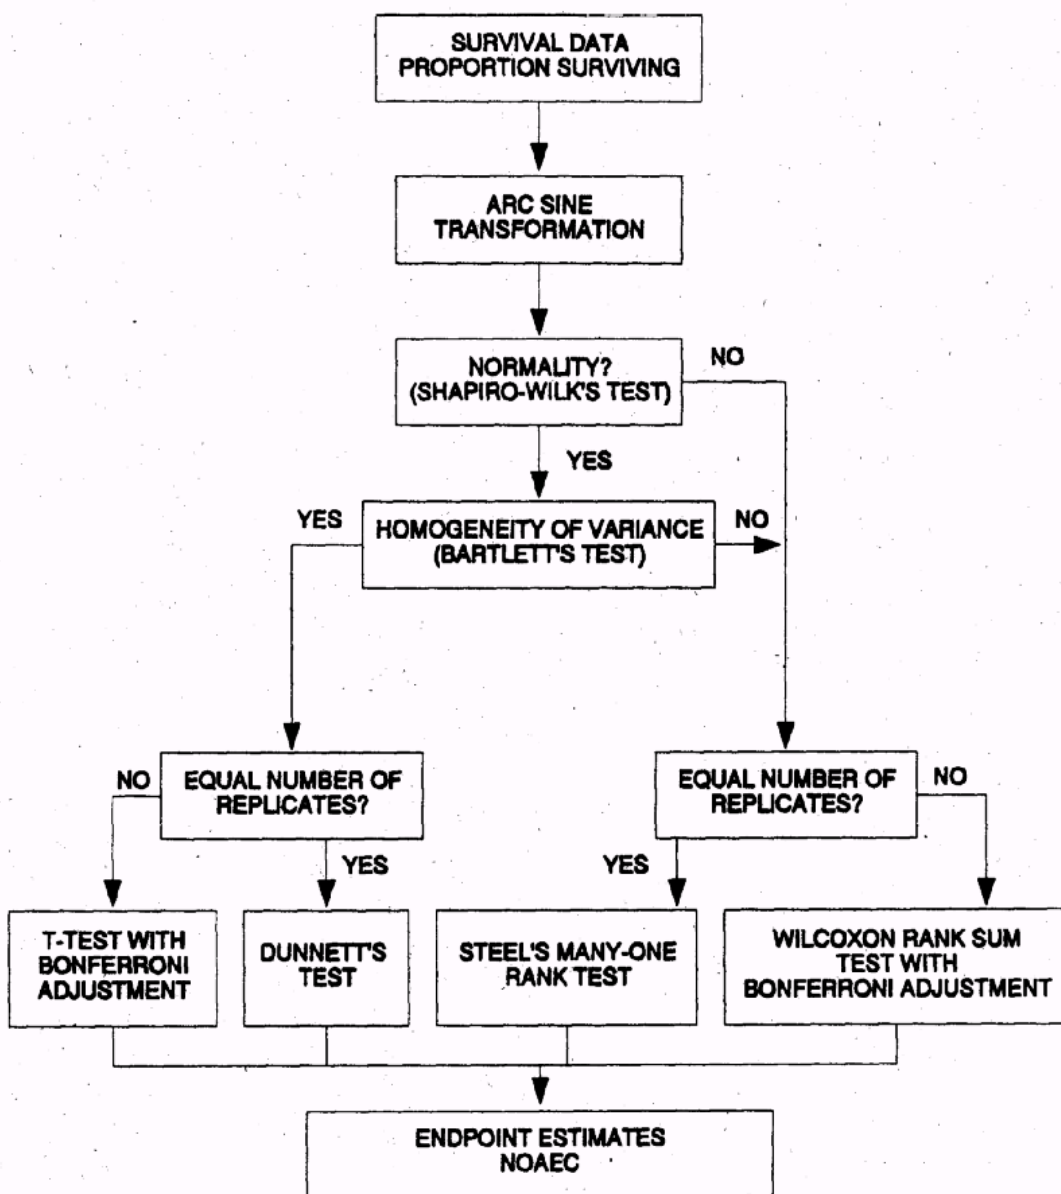 SURVIVAL DATA
PROPORTION SURVIVING
ARC SINE
TRANSFORMATION
NORMALITY?
(SHAPIRO-WILK'S TEST)
NO
YES
YES
HOMOGENEITY OF VARIANCE
(BARTLETT'S TEST)
NO
NO
EQUAL NUMBER OF
REPLICATES?
YES
EQUAL NUMBER OF
REPLICATES?
NO
YES
T-TEST WITH
BONFERRONI
ADJUSTMENT
DUNNETT'S
TEST
STEEL'S MANY-ONE
RANK TEST
WILCOXON RANK SUM
TEST WITH
BONFERRONI ADJUSTMENT
ENDPOINT ESTIMATES
NOAEC